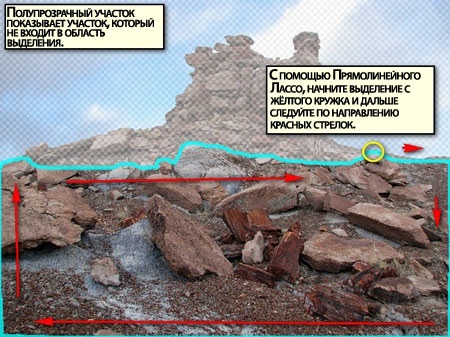 Полупрозрачный участок
показывает участок, который
не входит в область
выделения.
С помощью Прямолинейного
Лассо, начните выделение с
жёлтого кружка и дальше
следуйте по направлению
красных стрелок.